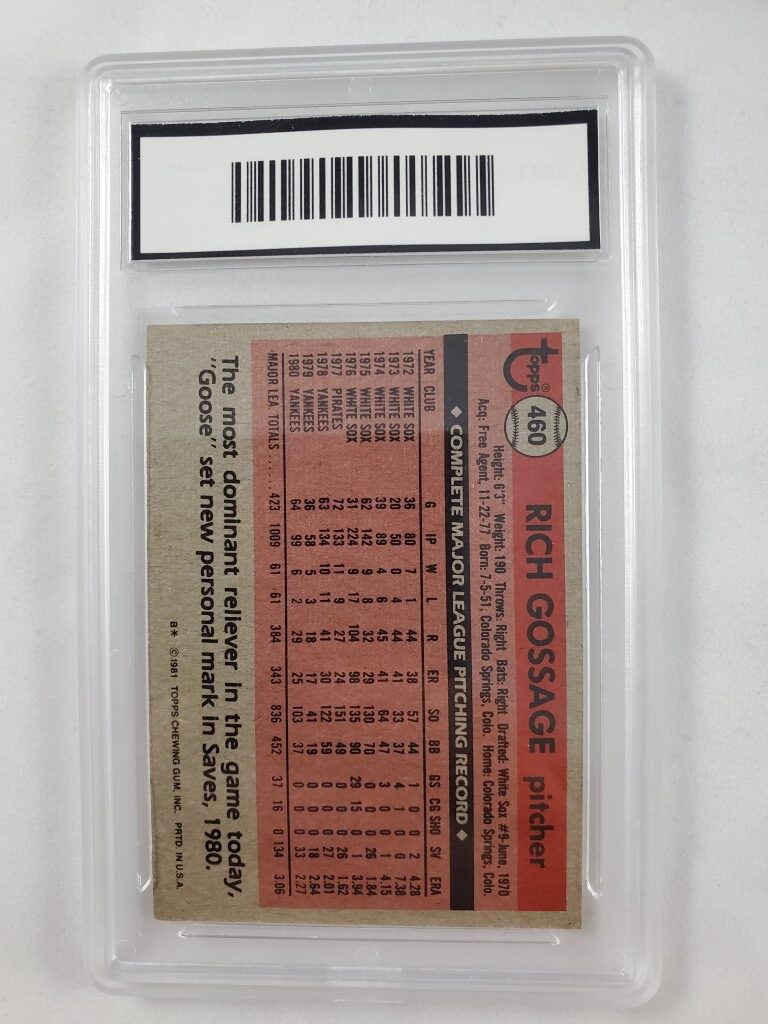 Topps®
460
RICH GOSSAGE pitcher
Height: 6'3" Weight: 190 Throws: Right Bats: Right Drafted: White Sox #9-June, 1970
Acq: Free Agent, 11-22-77 Born: 7-5-51, Colorado Springs, Colo. Home: Colorado Springs, Colo.
◆ COMPLETE MAJOR LEAGUE PITCHING RECORD ◆
YEAR CLUB G IP W L R ER SO BB GS CG SHO SV ERA
1972 WHITE SOX 36 80 7 1 44 38 57 44 1 0 0 2 4.28
1973 WHITE SOX 20 50 0 4 44 41 33 37 4 1 0 0 7.38
1974 WHITE SOX 39 89 4 6 45 41 64 47 3 0 0 1 4.15
1975 WHITE SOX 62 142 9 8 32 29 130 70 0 0 0 26 1.84
1976 WHITE SOX 31 224 9 17 104 98 135 90 29 15 0 1 3.94
1977 PIRATES 72 133 11 9 27 24 151 49 0 0 0 26 1.62
1978 YANKEES 63 134 10 11 41 30 122 59 0 0 0 27 2.01
1979 YANKEES 36 58 5 3 18 17 41 19 0 0 0 18 2.64
1980 YANKEES 64 99 6 2 29 25 103 37 0 0 0 33 2.27
MAJOR LEA. TOTALS ...... 423 1009 61 61 384 343 836 452 37 16 0 134 3.06
The most dominant reliever in the game today,
"Goose" set new personal mark in Saves, 1980.
B* ©1981 TOPPS CHEWING GUM, INC. PRTD. IN U.S.A.